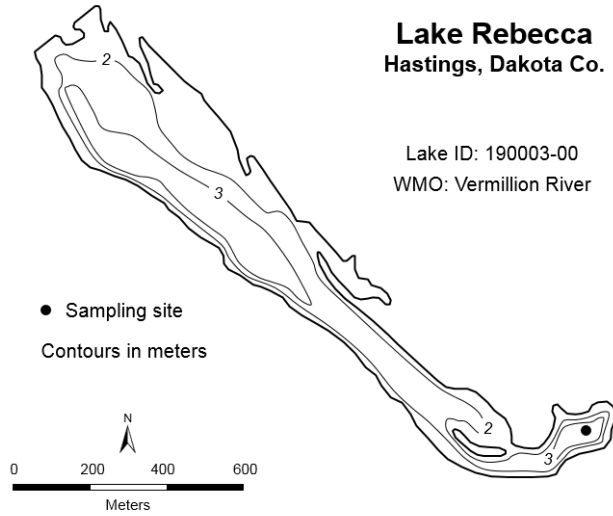 Lake Rebecca
Hastings, Dakota Co.
Lake ID: 190003-00
WMO: Vermillion River
2
3
Sampling site
Contours in meters
N
0 200 400 600
Meters
2
3